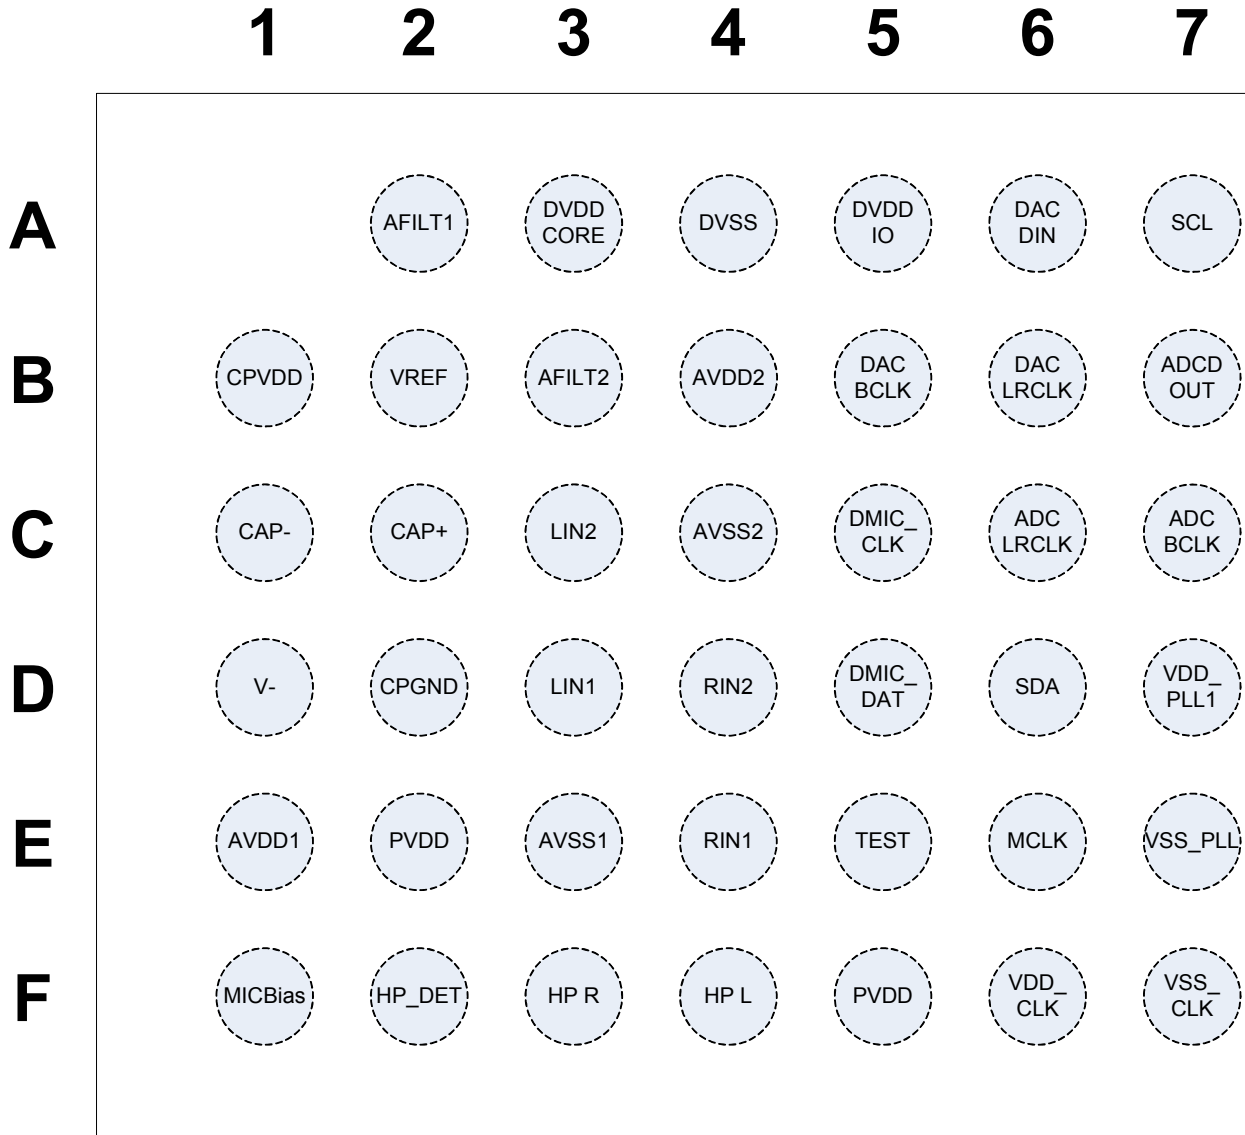 1 2 3 4 5 6 7
A
AFILT1
DVDD
CORE
DVSS
DVDD
IO
DAC
DIN
SCL
B
CPVDD
VREF
AFILT2
AVDD2
DAC
BCLK
DAC
LRCLK
ADCD
OUT
C
CAP-
CAP+
LIN2
AVSS2
DMIC_
CLK
ADC
LRCLK
ADC
BCLK
D
V-
CPGND
LIN1
RIN2
DMIC_
DAT
SDA
VDD_
PLL1
E
AVDD1
PVDD
AVSS1
RIN1
TEST
MCLK
VSS_PLL
F
MICBias
HP_DET
HP R
HP L
PVDD
VDD_
CLK
VSS_
CLK